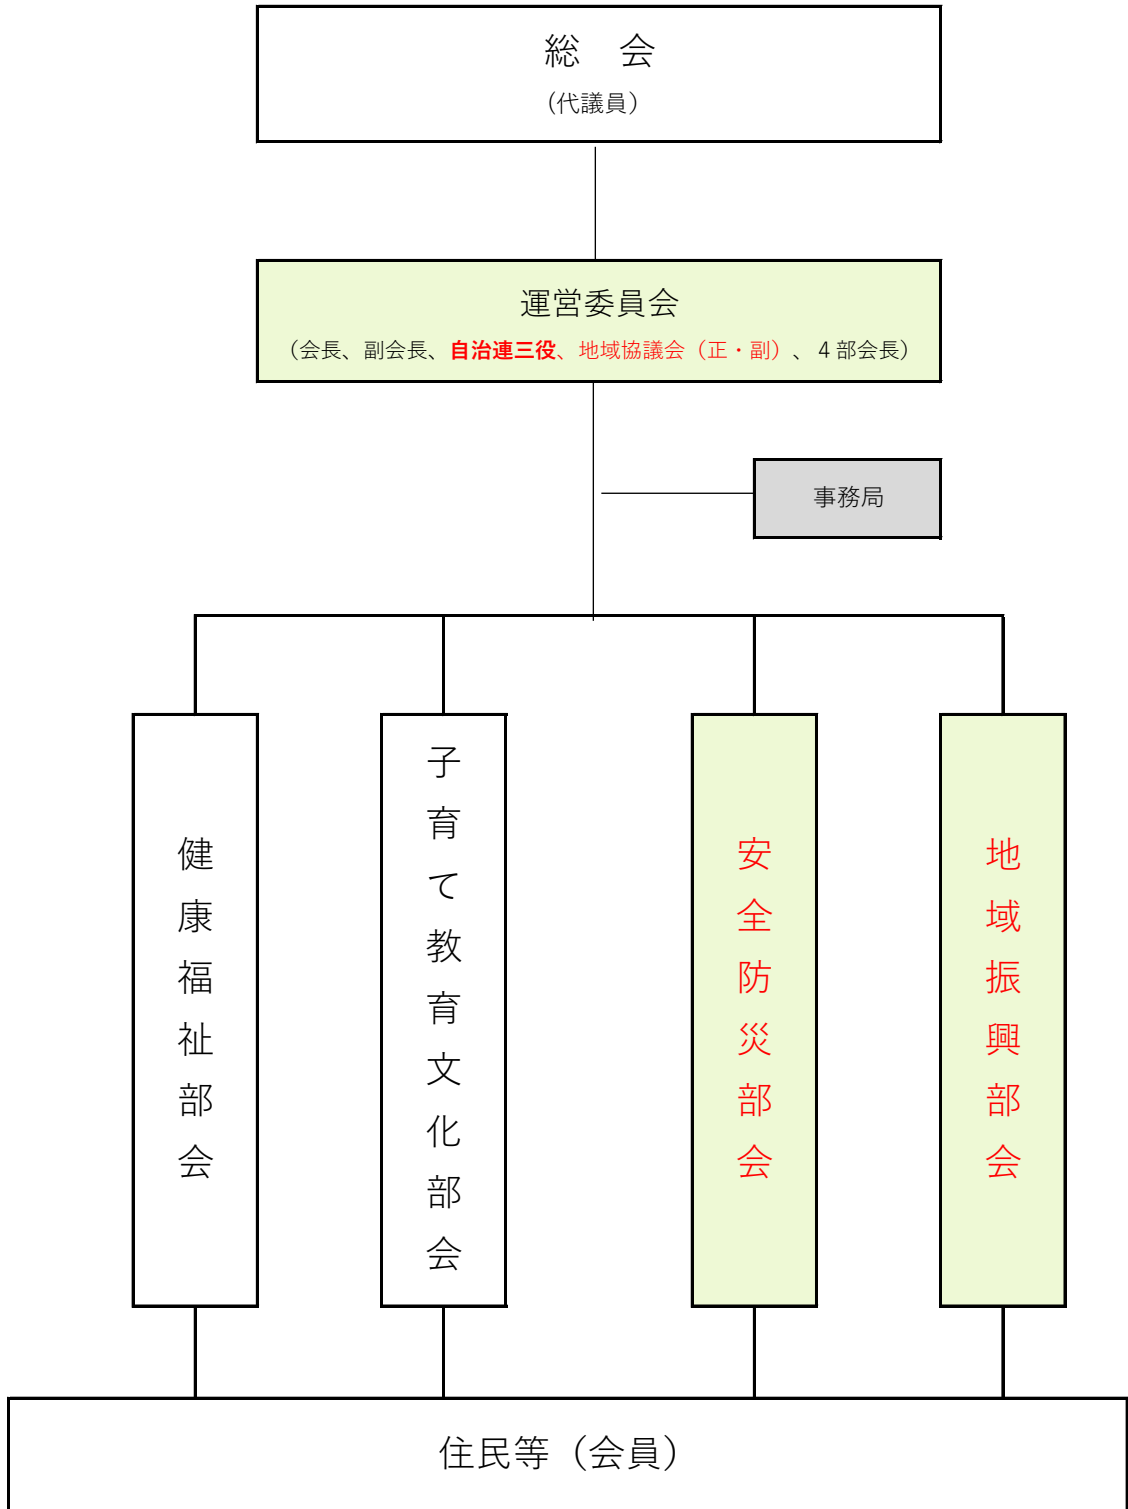 総　会
（代議員）
運営委員会
（会長、副会長、自治連三役、地域協議会（正・副）、４部会長）
事務局
健康福祉部会
子育て教育文化部会
安全防災部会
地域振興部会
住民等（会員）